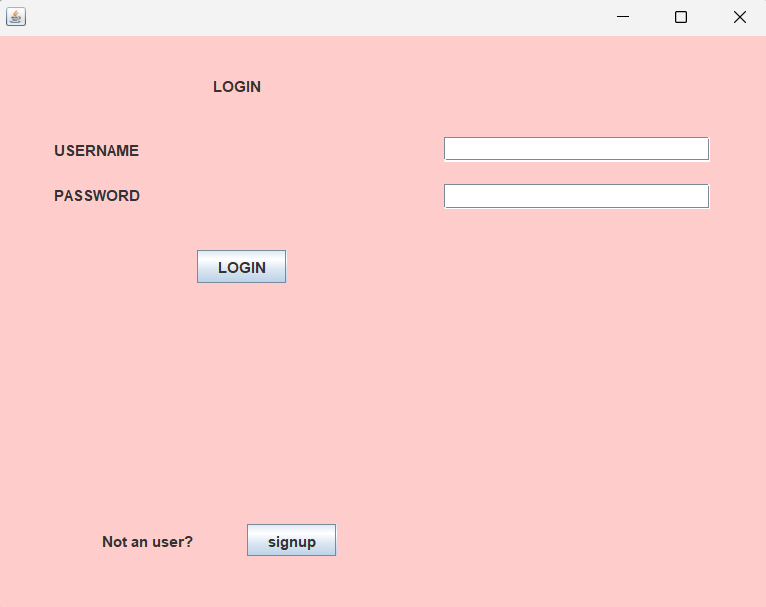 LOGIN
USERNAME
PASSWORD
LOGIN
Not an user?
signup